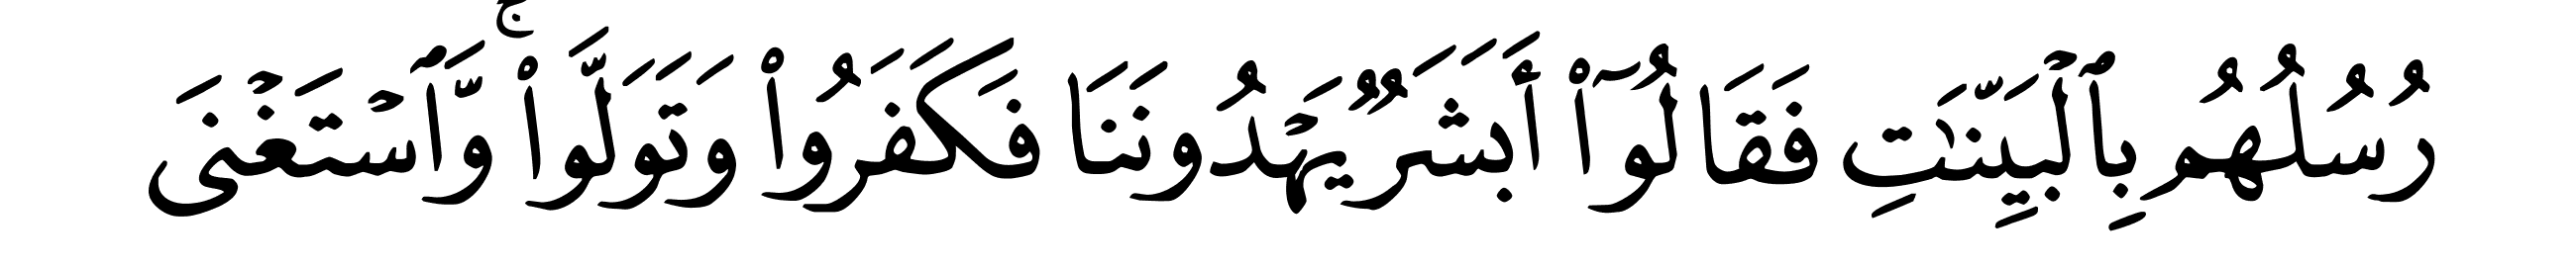 رُسُلُهُم بِٱلْبَيِّنَٰتِ فَقَالُوٓا۟ أَبَشَرٌۭ يَهْدُونَنَا فَكَفَرُوا۟ وَتَوَلَّوا۟ ۚ وَّٱسْتَغْنَى